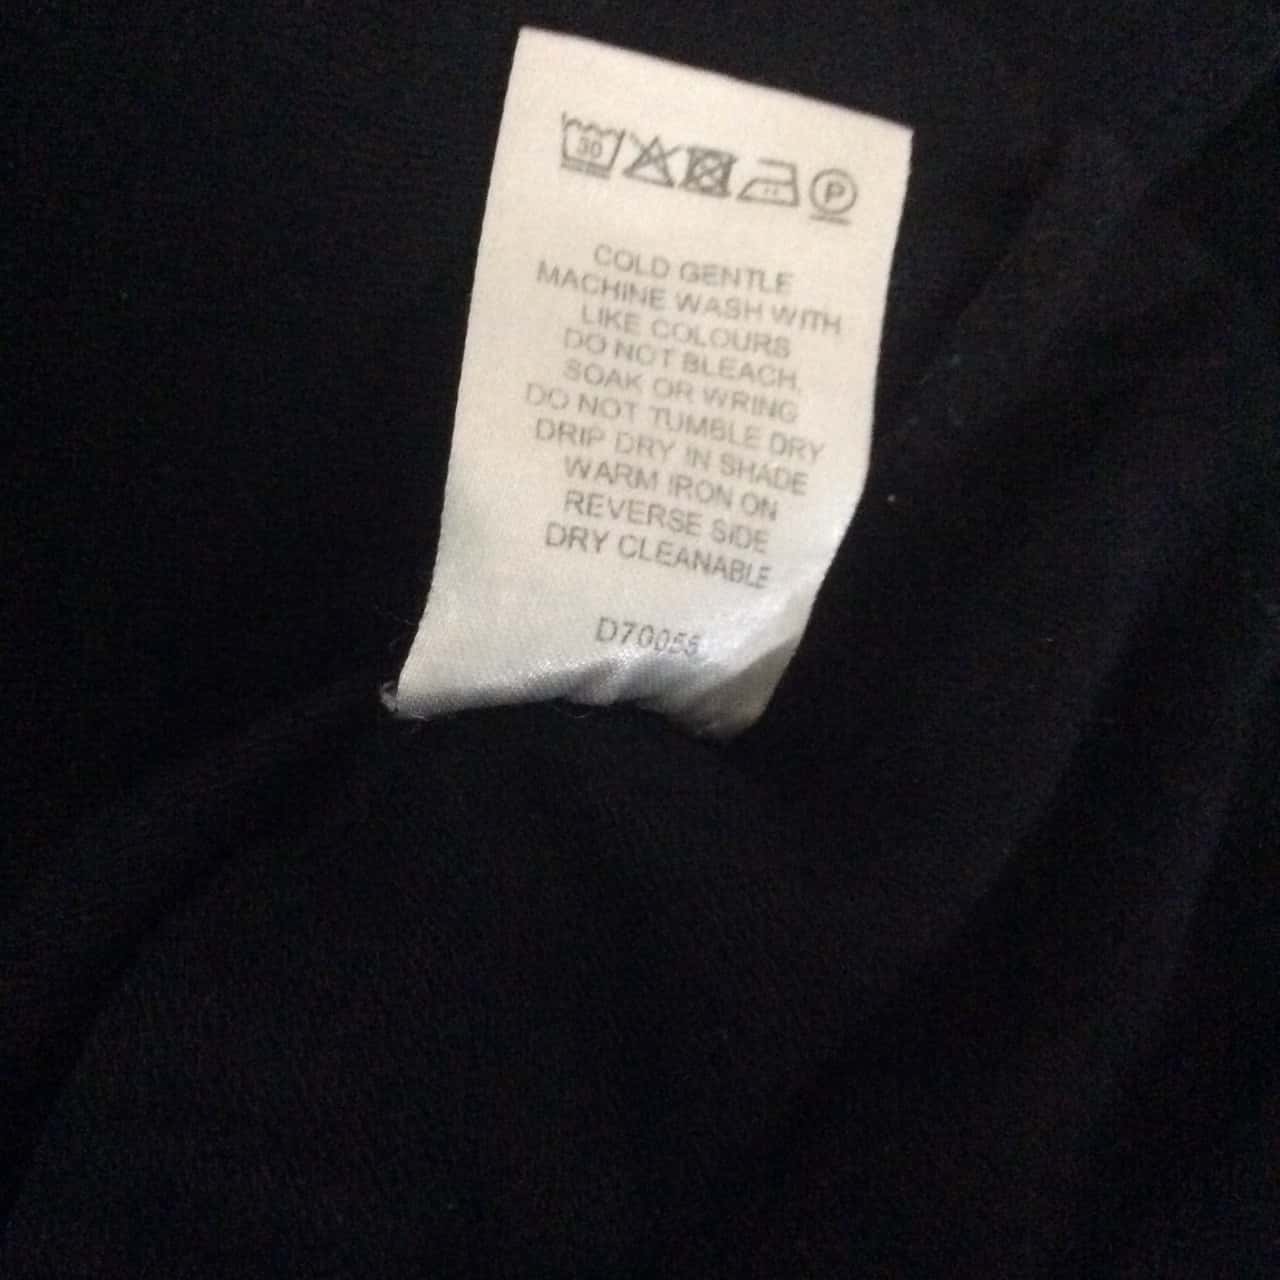 30 P
COLD GENTLE
MACHINE WASH WITH
LIKE COLOURS
DO NOT BLEACH,
SOAK OR WRING
DO NOT TUMBLE DRY
DRIP DRY IN SHADE
WARM IRON ON
REVERSE SIDE
DRY CLEANABLE
D70055